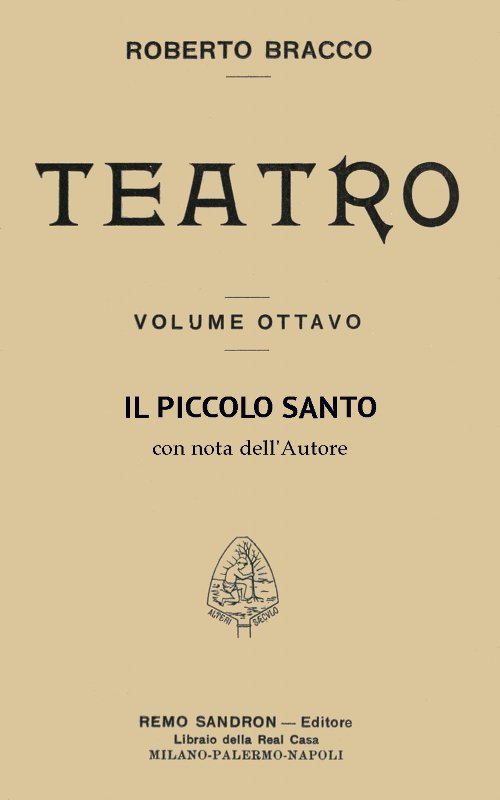 ROBERTO BRACCO
TEATRO
VOLUME OTTAVO
IL PICCOLO SANTO
con nota dell'Autore
ALTERI SÆCVLO
REMO SANDRON — Editore
Libraio della Real Casa
MILANO-PALERMO-NAPOLI